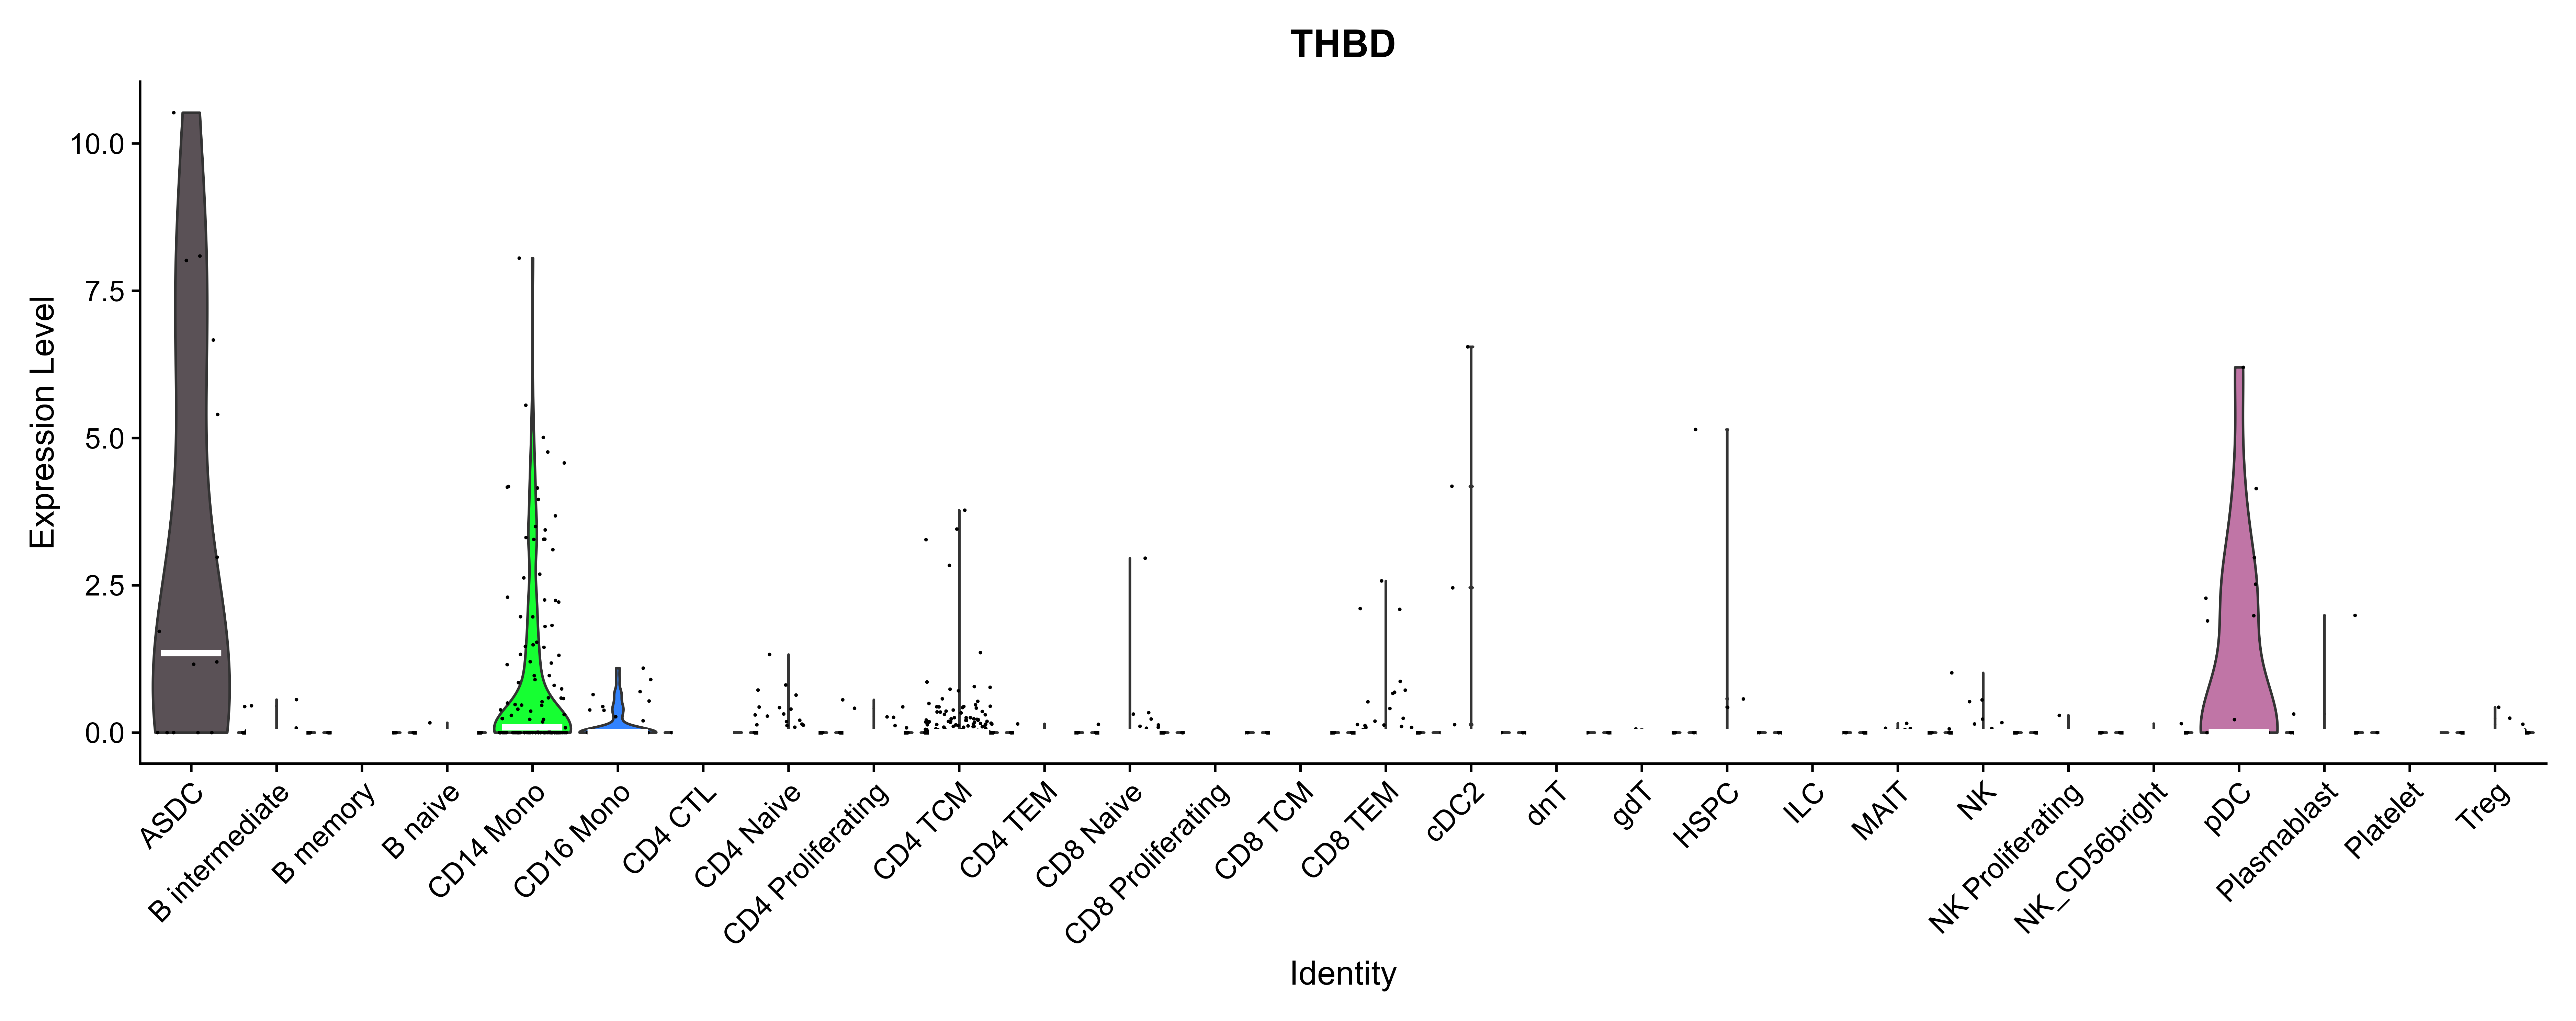 THBD
Expression Level
10.0
7.5
5.0
2.5
0.0
ASDC
B intermediate
B memory
B naive
CD14 Mono
CD16 Mono
CD4 CTL
CD4 Naive
CD4 Proliferating
CD4 TCM
CD4 TEM
CD8 Naive
CD8 Proliferating
CD8 TCM
CD8 TEM
cDC2
dnT
gdT
HSPC
ILC
MAIT
NK
NK Proliferating
NK_CD56bright
pDC
Plasmablast
Platelet
Treg
Identity